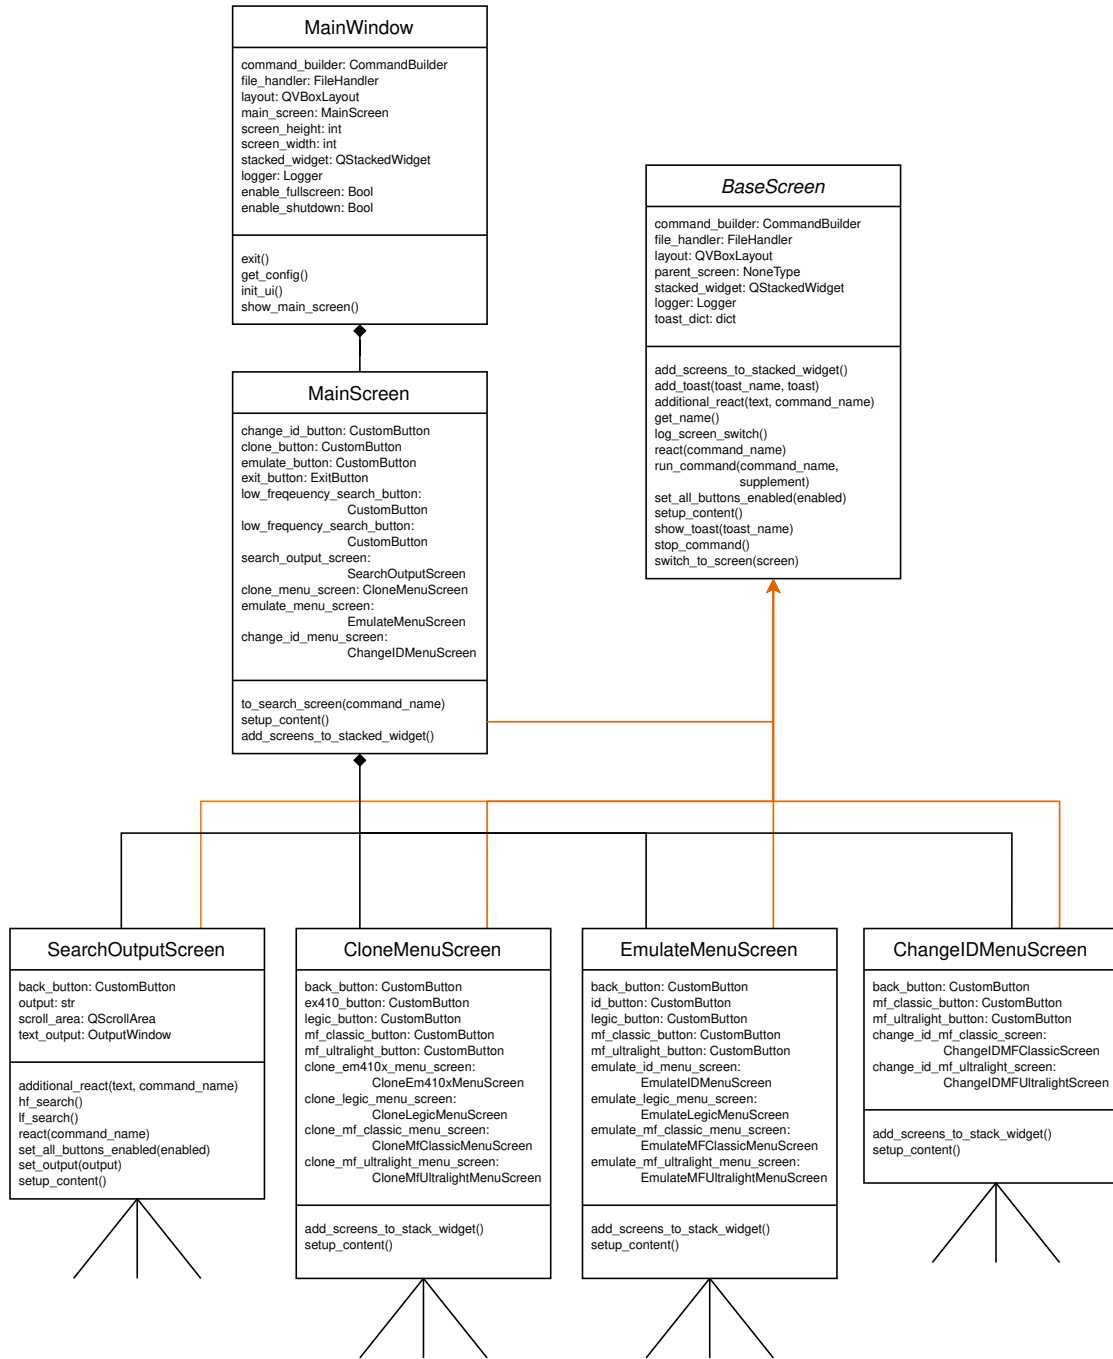 MainWindow
command_builder: CommandBuilder
file_handler: FileHandler
layout: QVBoxLayout
main_screen: MainScreen
screen_height: int
screen_width: int
stacked_widget: QStackedWidget
logger: Logger
enable_fullscreen: Bool
enable_shutdown: Bool
exit()
get_config()
init_ui()
show_main_screen()
BaseScreen
command_builder: CommandBuilder
file_handler: FileHandler
layout: QVBoxLayout
parent_screen: NoneType
stacked_widget: QStackedWidget
logger: Logger
toast_dict: dict
add_screens_to_stacked_widget()
add_toast(toast_name, toast)
additional_react(text, command_name)
get_name()
log_screen_switch()
react(command_name)
run_command(command_name,
supplement)
set_all_buttons_enabled(enabled)
setup_content()
show_toast(toast_name)
stop_command()
switch_to_screen(screen)
MainScreen
change_id_button: CustomButton
clone_button: CustomButton
emulate_button: CustomButton
exit_button: ExitButton
low_freqeuency_search_button:
CustomButton
low_frequency_search_button:
CustomButton
search_output_screen:
SearchOutputScreen
clone_menu_screen: CloneMenuScreen
emulate_menu_screen:
EmulateMenuScreen
change_id_menu_screen:
ChangeIDMenuScreen
to_search_screen(command_name)
setup_content()
add_screens_to_stacked_widget()
SearchOutputScreen
back_button: CustomButton
output: str
scroll_area: QScrollArea
text_output: OutputWindow
additional_react(text, command_name)
hf_search()
lf_search()
react(command_name)
set_all_buttons_enabled(enabled)
set_output(output)
setup_content()
CloneMenuScreen
back_button: CustomButton
ex410_button: CustomButton
legic_button: CustomButton
mf_classic_button: CustomButton
mf_ultralight_button: CustomButton
clone_em410x_menu_screen:
CloneEm410xMenuScreen
clone_legic_menu_screen:
CloneLegicMenuScreen
clone_mf_classic_menu_screen:
CloneMfClassicMenuScreen
clone_mf_ultralight_menu_screen:
CloneMfUltralightMenuScreen
add_screens_to_stack_widget()
setup_content()
EmulateMenuScreen
back_button: CustomButton
id_button: CustomButton
legic_button: CustomButton
mf_classic_button: CustomButton
mf_ultralight_button: CustomButton
emulate_id_menu_screen:
EmulateIDMenuScreen
emulate_legic_menu_screen:
EmulateLegicMenuScreen
emulate_mf_classic_menu_screen:
EmulateMFClassicMenuScreen
emulate_mf_ultralight_menu_screen:
EmulateMFUltralightMenuScreen
add_screens_to_stack_widget()
setup_content()
ChangeIDMenuScreen
back_button: CustomButton
mf_classic_button: CustomButton
mf_ultralight_button: CustomButton
change_id_mf_classic_screen:
ChangeIDMFClassicScreen
change_id_mf_ultralight_screen:
ChangeIDMFUltralightScreen
add_screens_to_stack_widget()
setup_content()